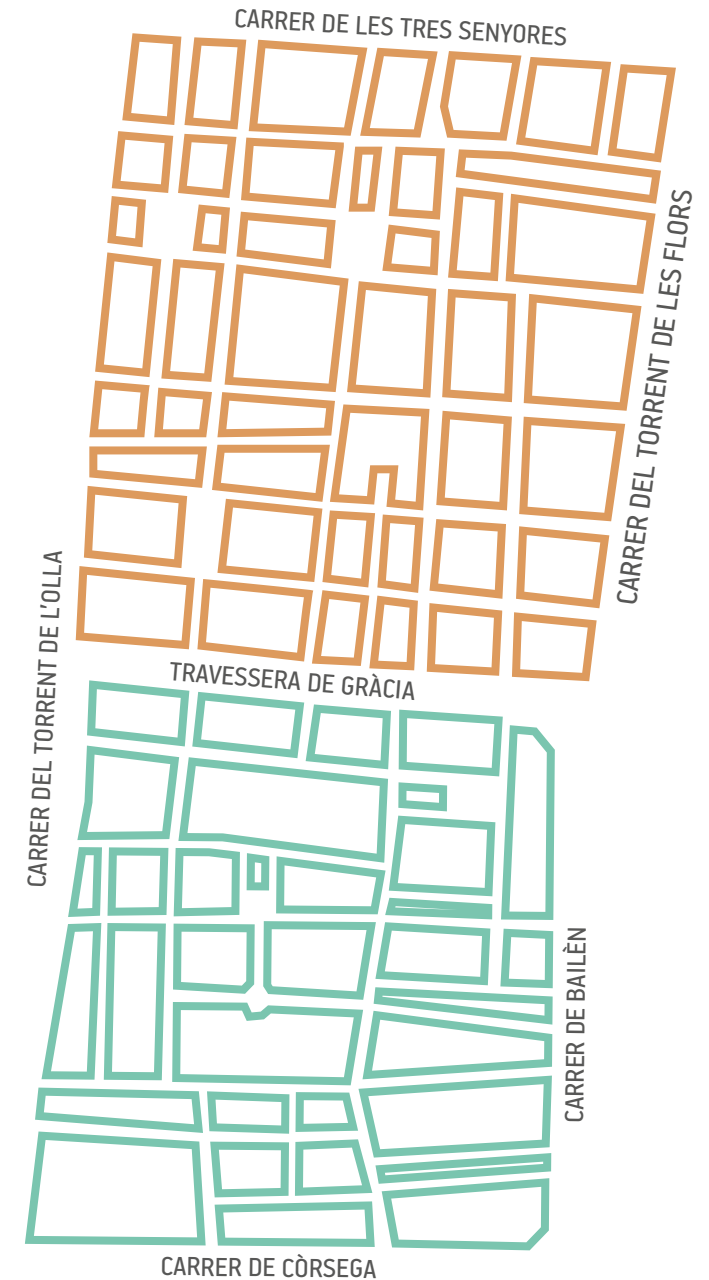 CARRER DE LES TRES SENYORES
CARRER DEL TORRENT DE LES FLORS
CARRER DEL TORRENT DE L'OLLA
TRAVESSERA DE GRÀCIA
CARRER DE BAILÈN
CARRER DE CÒRSEGA